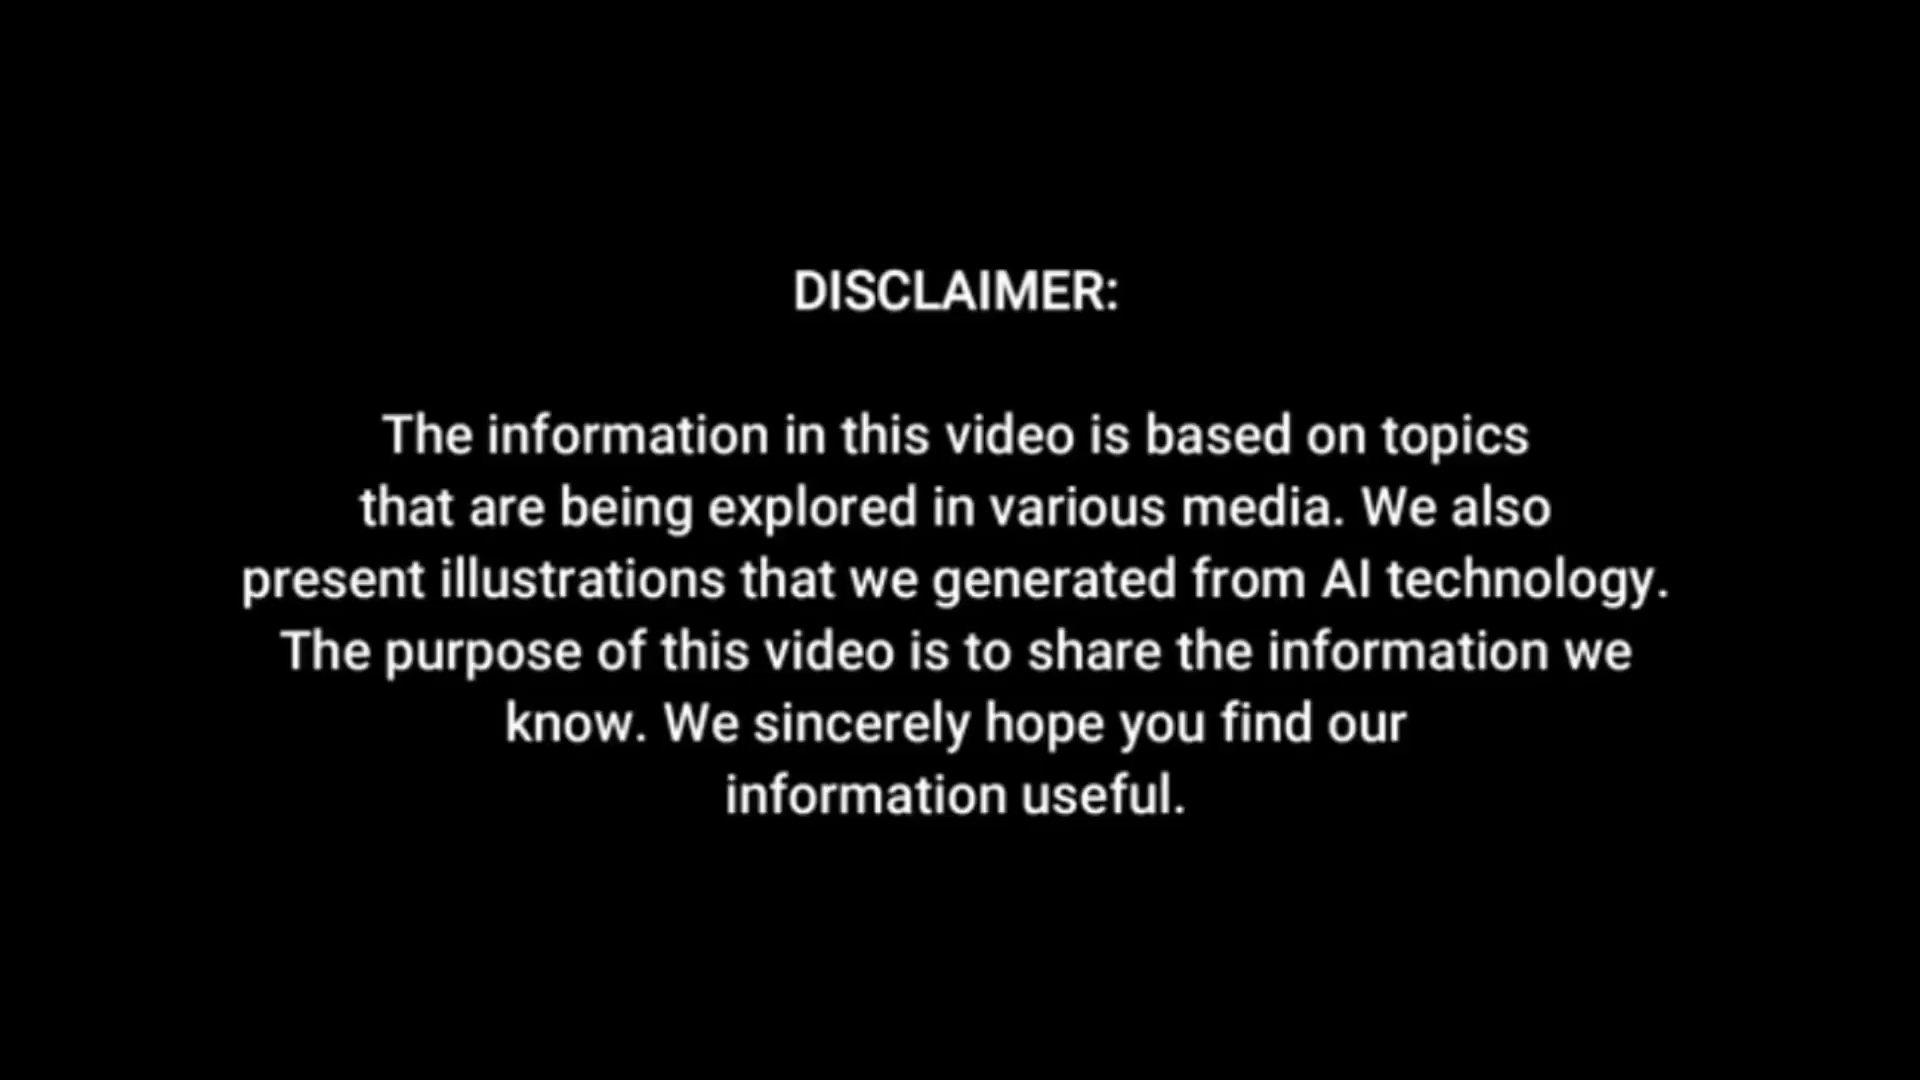 DISCLAIMER:
The information in this video is based on topics
that are being explored in various media. We also
present illustrations that we generated from AI technology.
The purpose of this video is to share the information we
know. We sincerely hope you find our
information useful.